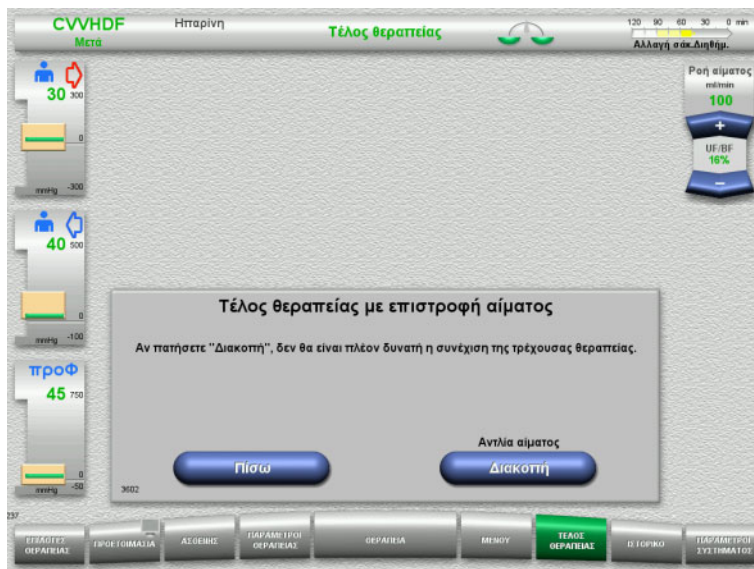 CVVHDF
Μετά
Ηπαρίνη
Τέλος θεραπείας
120 90 60 30 0 min
Αλλαγή σάκ.Διηθήμ.
30 300
0
mmHg -300
40 500
0
mmHg -100
προΦ
45 750
0
mmHg -50
Ροή αίματος
ml/min
100
+
UF/BF
16%
−
Τέλος θεραπείας με επιστροφή αίματος
Αν πατήσετε "Διακοπή", δεν θα είναι πλέον δυνατή η συνέχιση της τρέχουσας θεραπείας.
Αντλία αίματος
Πίσω
Διακοπή
3602
237
ΕΠΙΛΟΓΕΣ
ΘΕΡΑΠΕΙΑΣ
ΠΡΟΕΤΟΙΜΑΣΙΑ
ΑΣΘΕΝΗΣ
ΠΑΡΑΜΕΤΡΟΙ
ΘΕΡΑΠΕΙΑΣ
ΘΕΡΑΠΕΙΑ
ΜΕΝΟΥ
ΤΕΛΟΣ
ΘΕΡΑΠΕΙΑΣ
ΙΣΤΟΡΙΚΟ
ΠΑΡΑΜΕΤΡΟΙ
ΣΥΣΤΗΜΑΤΟΣ